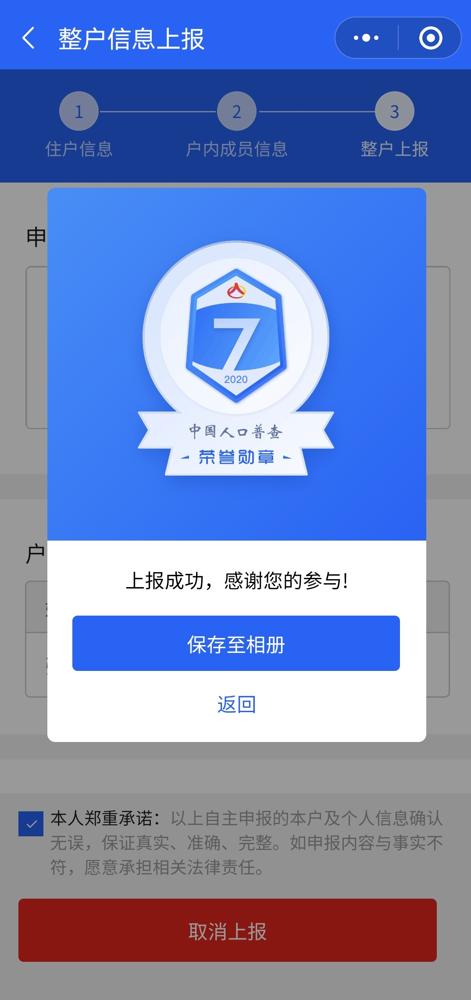 整户信息上报
1
2
3
住户信息
户内成员信息
整户上报
申
7
2020
中国人口普查
荣誉勋章
户
上报成功，感谢您的参与!
保存至相册
返回
本人郑重承诺：以上自主申报的本户及个人信息确认
无误，保证真实、准确、完整。如申报内容与事实不
符，愿意承担相关法律责任。
取消上报